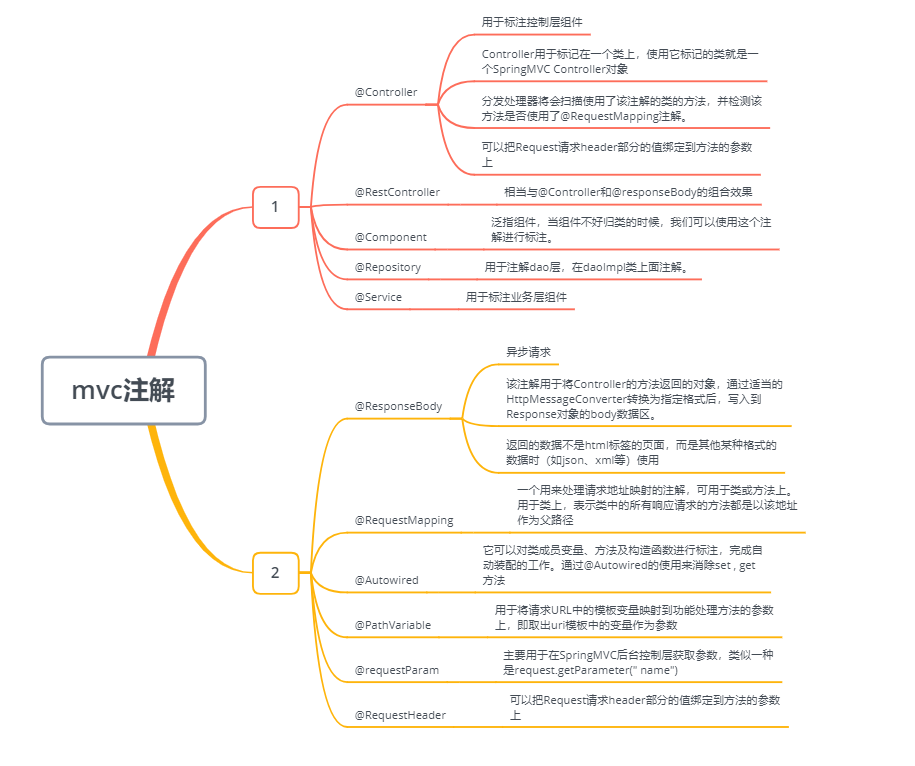 mvc注解
1
@Controller
用于标注控制层组件
Controller用于标记在一个类上，使用它标记的类就是一
个SpringMVC Controller对象
分发处理器将会扫描使用了该注解的类的方法，并检测该
方法是否使用了@RequestMapping注解。
可以把Request请求header部分的值绑定到方法的参数
上
@RestController
相当与@Controller和@responseBody的组合效果
@Component
泛指组件，当组件不好归类的时候，我们可以使用这个注
解进行标注。
@Repository
用于注解dao层，在daoImpl类上面注解。
@Service
用于标注业务层组件
2
@ResponseBody
异步请求
该注解用于将Controller的方法返回的对象，通过适当的
HttpMessageConverter转换为指定格式后，写入到
Response对象的body数据区。
返回的数据不是html标签的页面，而是其他某种格式的
数据时（如json、xml等）使用
@RequestMapping
一个用来处理请求地址映射的注解，可用于类或方法上。
用于类上，表示类中的所有响应请求的方法都是以该地址
作为父路径
@Autowired
它可以对类成员变量、方法及构造函数进行标注，完成自
动装配的工作。通过@Autowired的使用来消除set , get
方法
@PathVariable
用于将请求URL中的模板变量映射到功能处理方法的参数
上，即取出uri模板中的变量作为参数
@requestParam
主要用于在SpringMVC后台控制层获取参数，类似一种
是request.getParameter(" name")
@RequestHeader
可以把Request请求header部分的值绑定到方法的参数
上